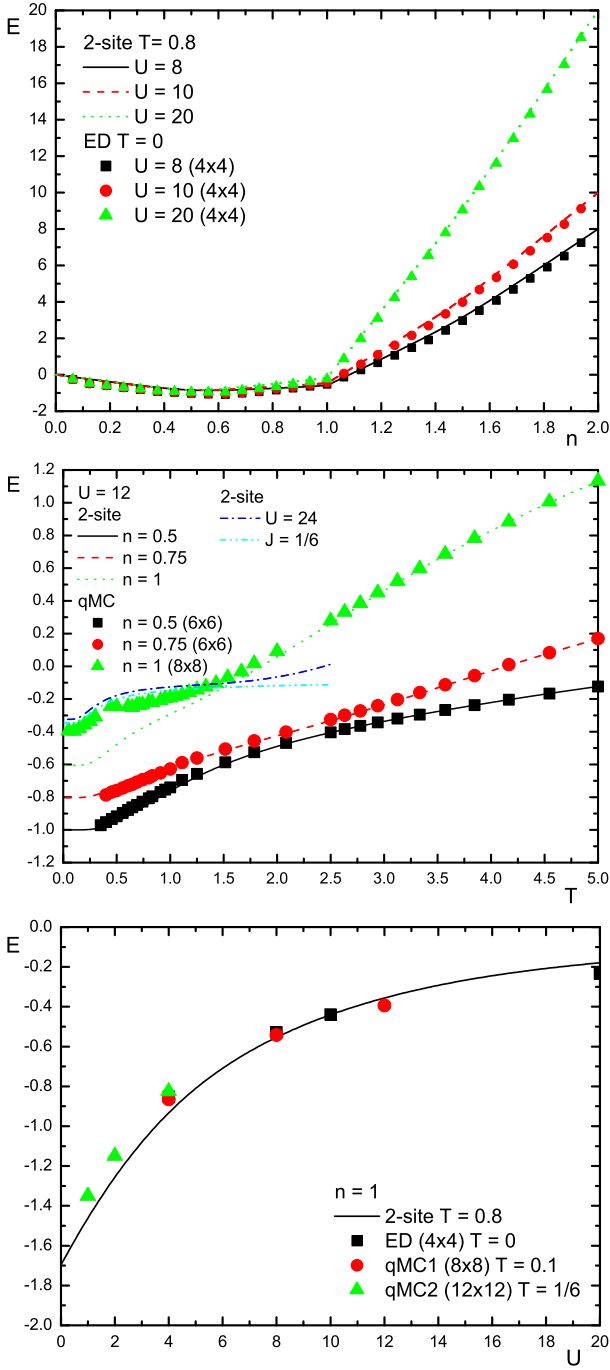 E
20
18
16
14
12
10
8
6
4
2
0
-2
2-site T= 0.8
U = 8
U = 10
U = 20
ED T = 0
U = 8 (4x4)
U = 10 (4x4)
U = 20 (4x4)
0.0 0.2 0.4 0.6 0.8 1.0 1.2 1.4 1.6 1.8 2.0
n
E
1.2
1.0
0.8
0.6
0.4
0.2
0.0
-0.2
-0.4
-0.6
-0.8
-1.0
-1.2
U = 12
2-site
n = 0.5
n = 0.75
n = 1
qMC
n = 0.5 (6x6)
n = 0.75 (6x6)
n = 1 (8x8)
2-site
U = 24
J = 1/6
0.0 0.5 1.0 1.5 2.0 2.5 3.0 3.5 4.0 4.5 5.0
T
E
0.0
-0.2
-0.4
-0.6
-0.8
-1.0
-1.2
-1.4
-1.6
-1.8
-2.0
n = 1
2-site T = 0.8
ED (4x4) T = 0
qMC1 (8x8) T = 0.1
qMC2 (12x12) T = 1/6
0 2 4 6 8 10 12 14 16 18 20
U